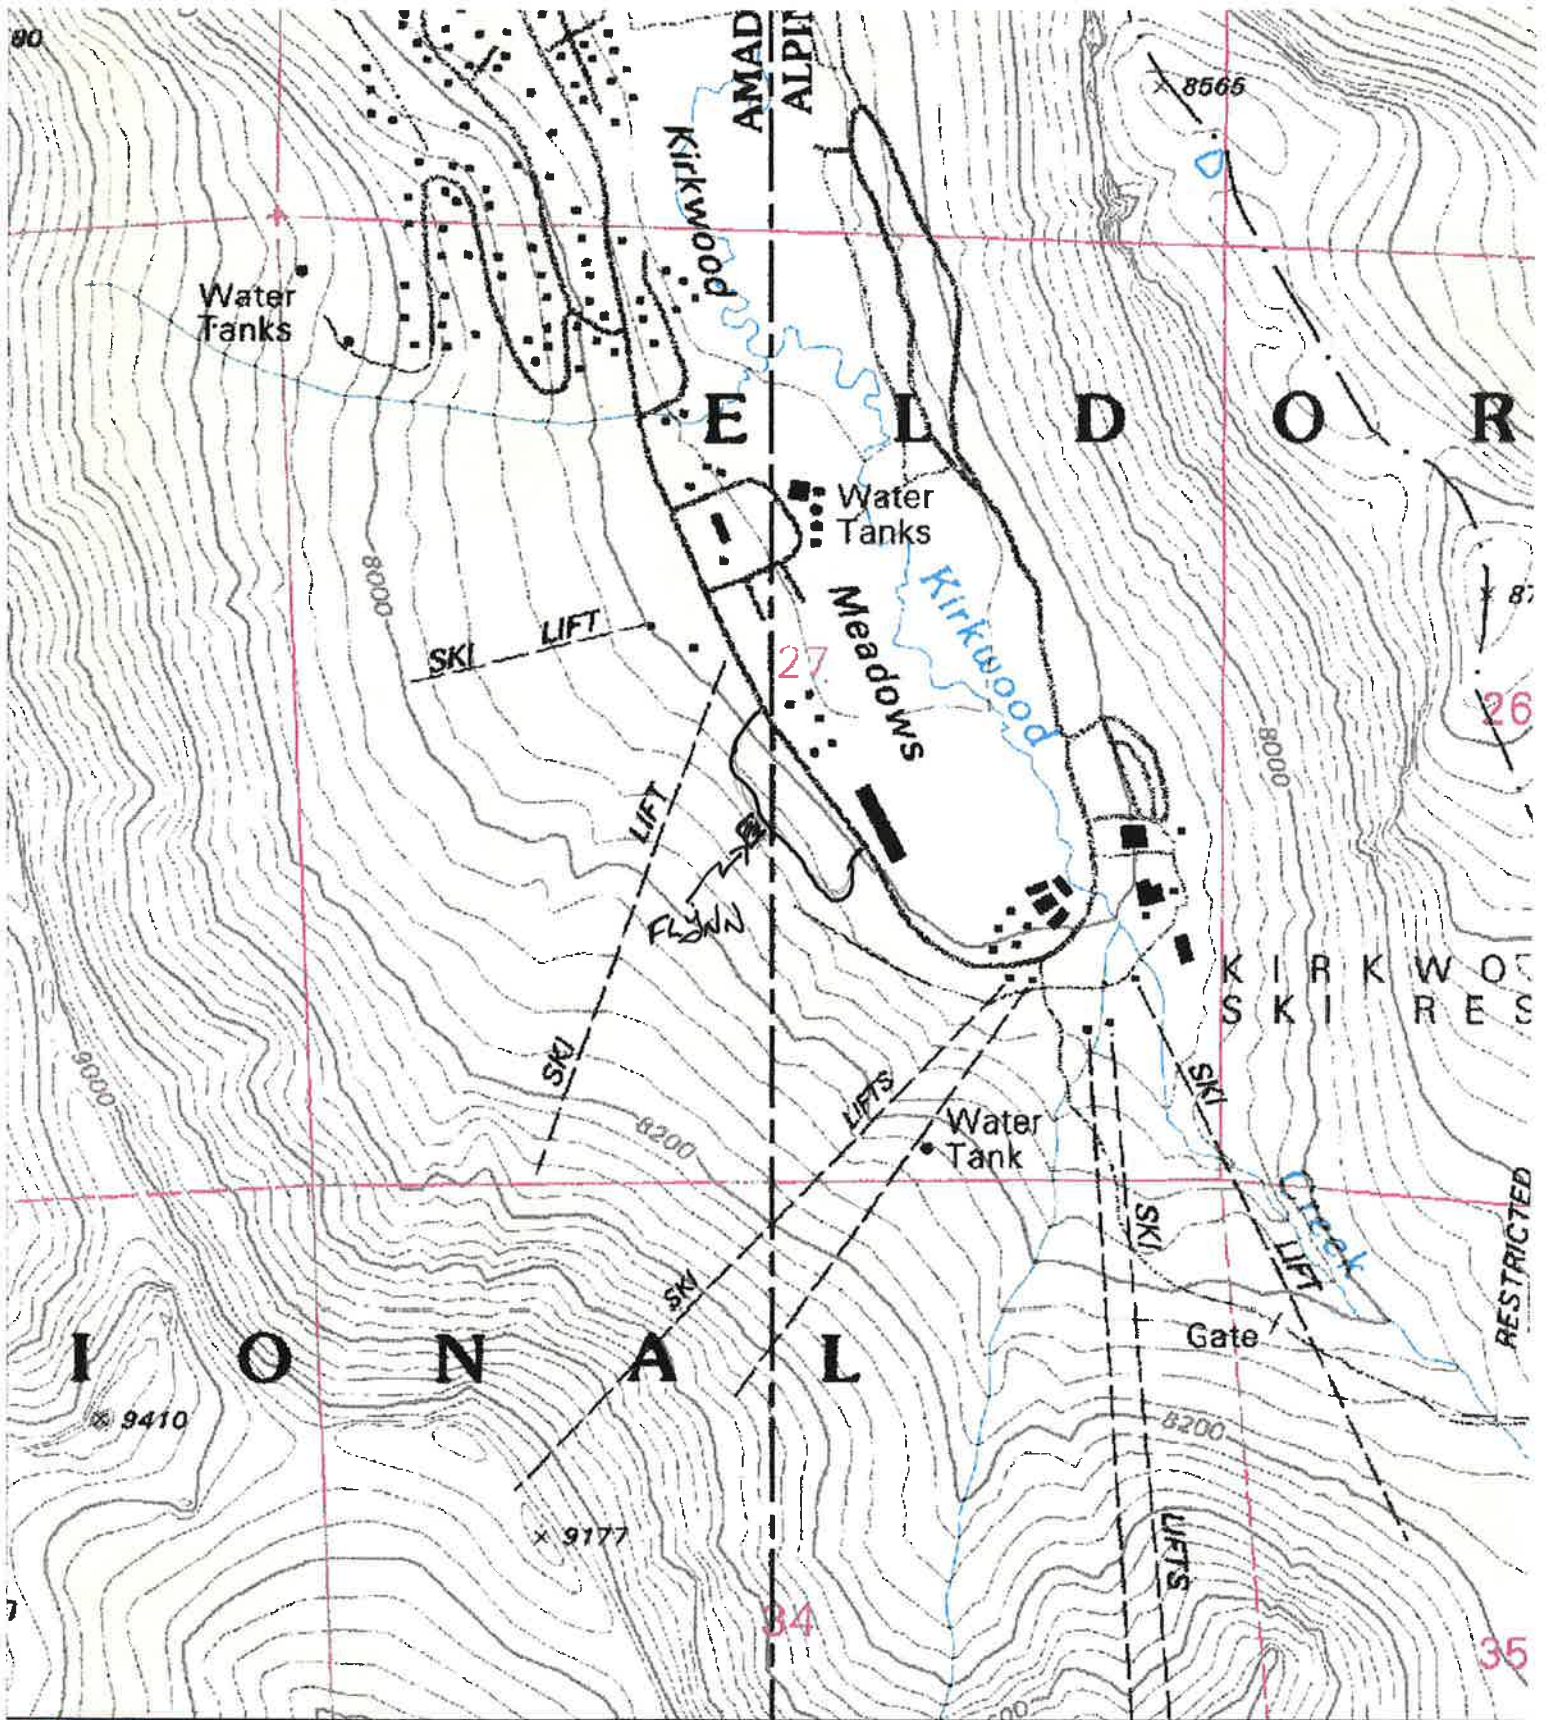 80
AMAD
ALPIN
8565
Kirkwood
Water
Tanks
E L D O R
Water
Tanks
8000
Kirkwood
Meadows
87
SKI LIFT
27
26
8000
LIFT
FLYNN
KIRKWO
SKI RES
SKI
9000
LIFTS
SKI
8200
Water
Tank
Creek
SKI
LIFT
RESTRICTED
SKI
Gate
I O N A L
9410
8200
9177
LIFTS
34
35